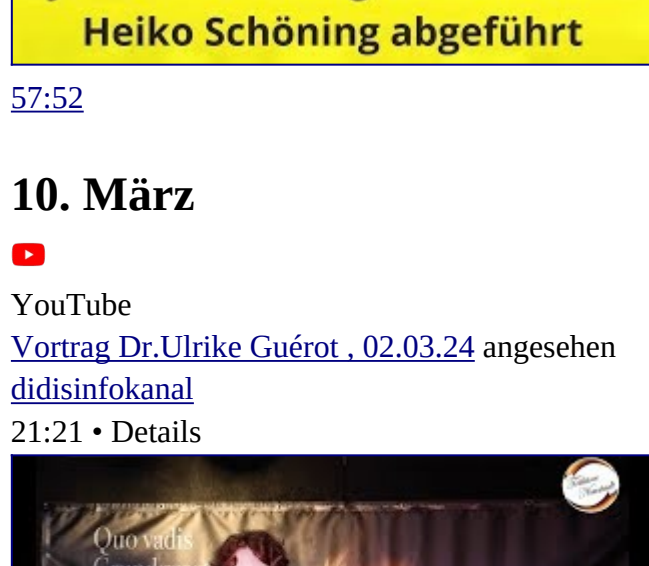 Heiko Schöning abgeführt
57:52
10. März
YouTube
Vortrag Dr.Ulrike Guérot , 02.03.24 angesehen
didisinfokanal
21:21 • Details
Quo vadis